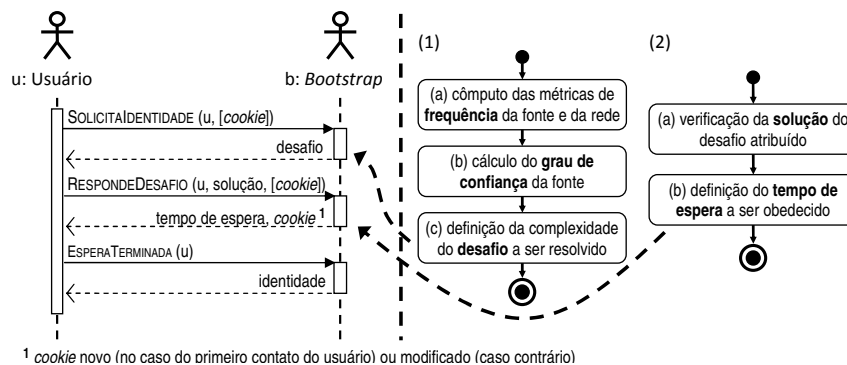 u: Usuário
b: Bootstrap
SOLICITAIDENTIDADE (u, [cookie])
desafio
RESPONDEDESAFIO (u, solução, [cookie])
tempo de espera, cookie 1
ESPERATERMINADA (u)
identidade
(1)
(a) cômputo das métricas de
frequência da fonte e da rede
(b) cálculo do grau de
confiança da fonte
(c) definição da complexidade
do desafio a ser resolvido
(2)
(a) verificação da solução do
desafio atribuído
(b) definição do tempo de
espera a ser obedecido
1 cookie novo (no caso do primeiro contato do usuário) ou modificado (caso contrário)